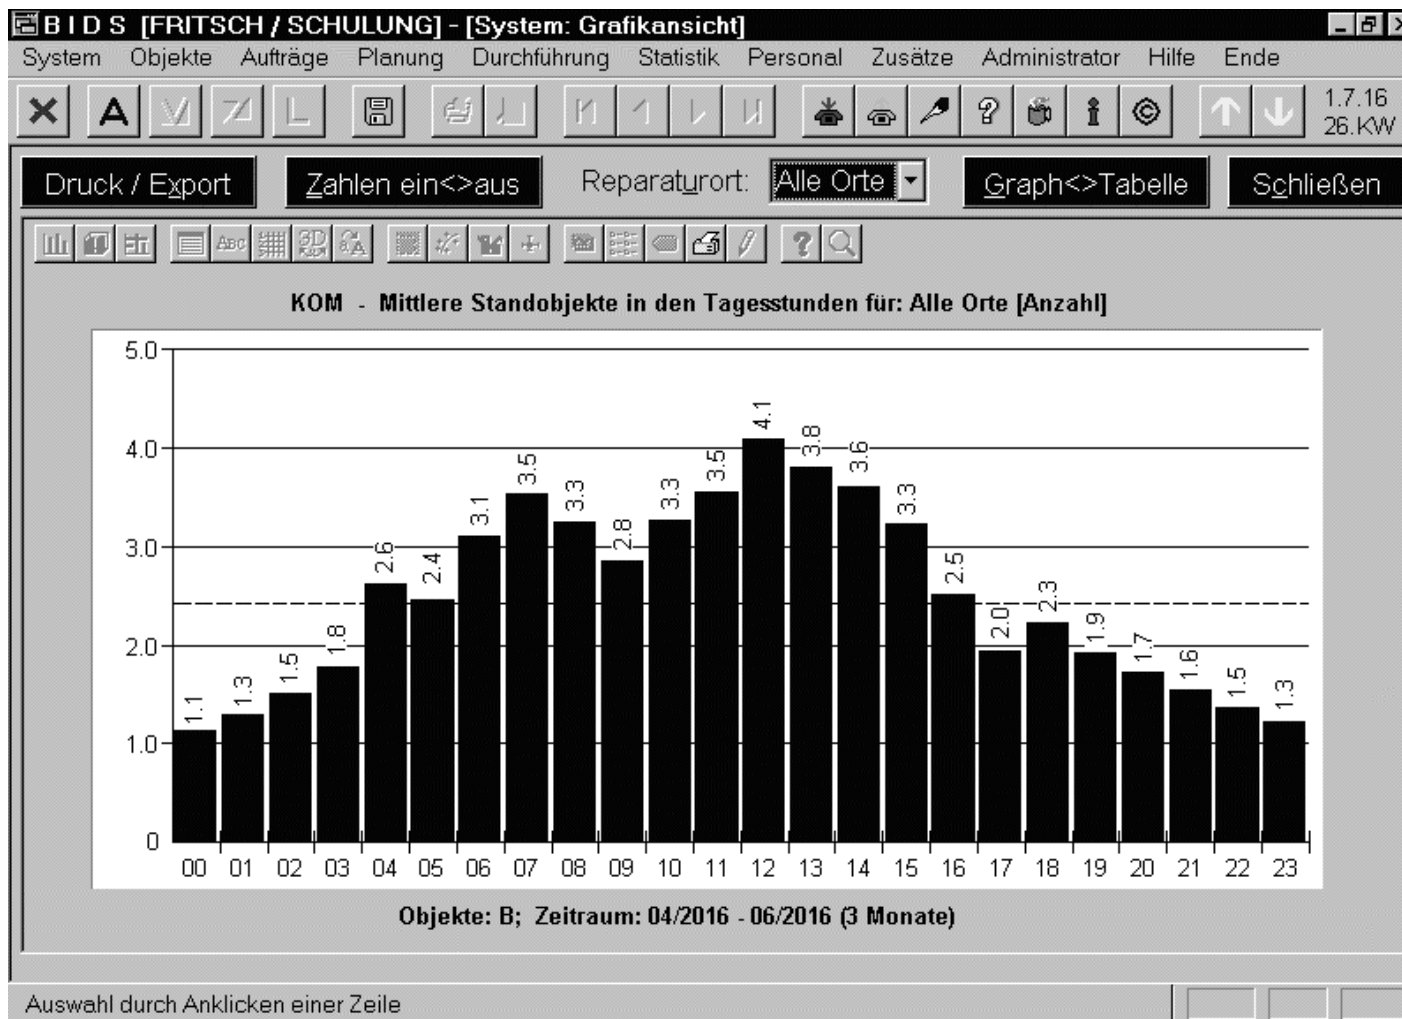 B I D S [FRITSCH / SCHULUNG] - [System: Grafikansicht]
System Objekte Aufträge Planung Durchführung Statistik Personal Zusätze Administrator Hilfe Ende
A
1.7.16
26.KW
Druck / Export Zahlen ein<>aus Reparaturort: Alle Orte Graph<>Tabelle Schließen
ABC 3D
KOM - Mittlere Standobjekte in den Tagesstunden für: Alle Orte [Anzahl]
5.0
4.0
3.0
2.0
1.0
0
1.1 1.3 1.5 1.8 2.6 2.4 3.1 3.5 3.3 2.8 3.3 3.5 4.1 3.8 3.6 3.3 2.5 2.0 2.3 1.9 1.7 1.6 1.5 1.3
00 01 02 03 04 05 06 07 08 09 10 11 12 13 14 15 16 17 18 19 20 21 22 23
Objekte: B; Zeitraum: 04/2016 - 06/2016 (3 Monate)
Auswahl durch Anklicken einer Zeile